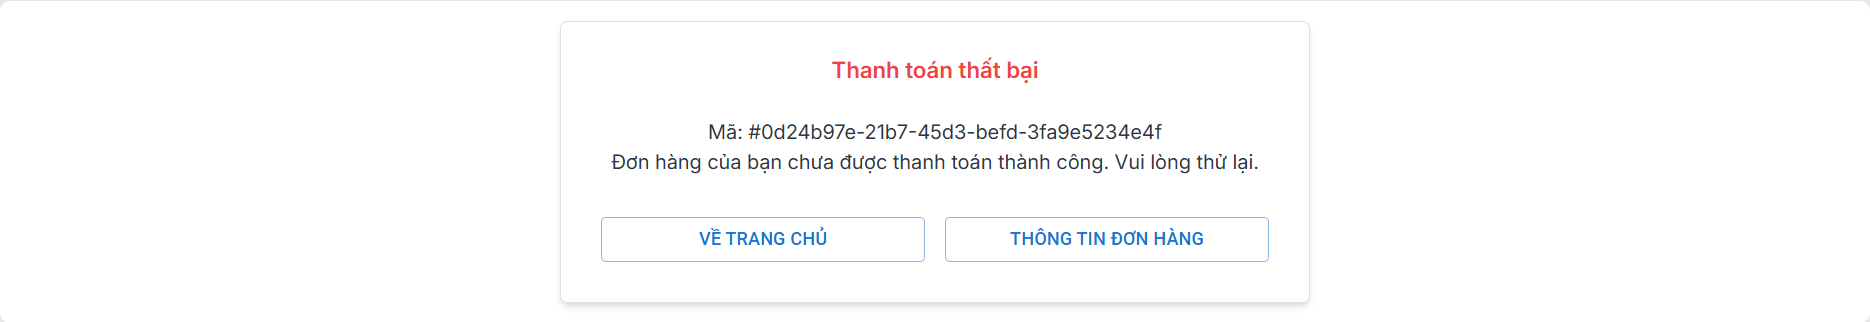 Thanh toán thất bại
Mã: #0d24b97e-21b7-45d3-befd-3fa9e5234e4f
Đơn hàng của bạn chưa được thanh toán thành công. Vui lòng thử lại.
VỀ TRANG CHỦ
THÔNG TIN ĐƠN HÀNG